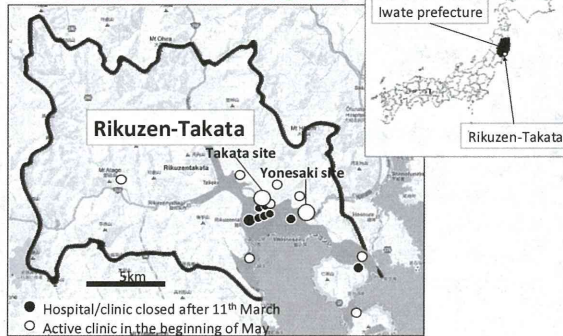 Iwate prefecture
Rikuzen-Takata
Rikuzen-Takata
Takata site
Yonesaki site
Rikuzentakata
5km
● Hospital/clinic closed after 11th March
○ Active clinic in the beginning of May